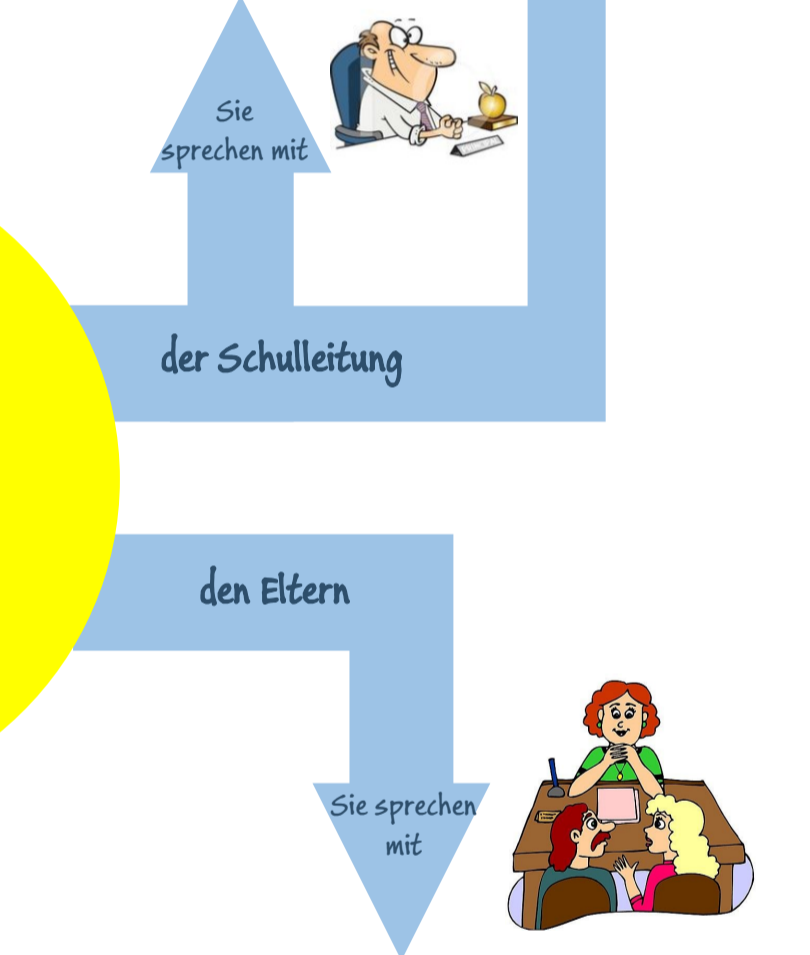 Sie
sprechen mit
der Schulleitung
den Eltern
Sie sprechen
mit